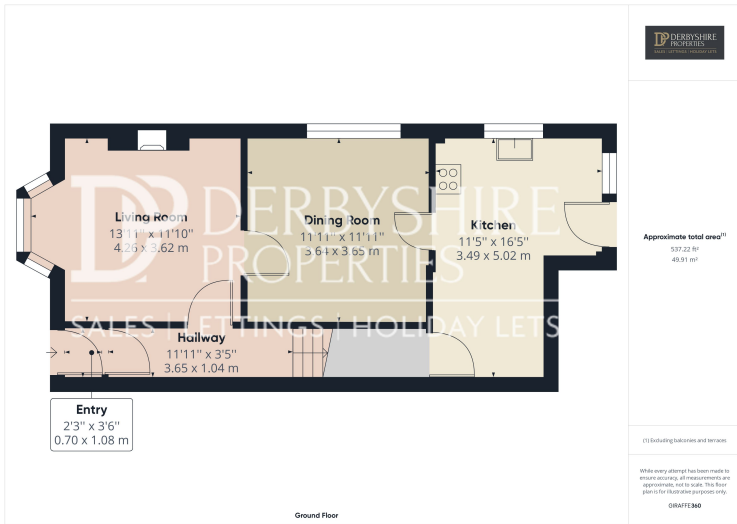 DP DERBYSHIRE
PROPERTIES
SALES | LETTINGS | HOLIDAY LETS
DERBYSHIRE
PROPERTIES
SALES | LETTINGS | HOLIDAY LETS
Living Room
13'11" x 11'10"
4.26 x 3.62 m
Dining Room
11'11" x 11'11"
3.64 x 3.65 m
Kitchen
11'5" x 16'5"
3.49 x 5.02 m
Hallway
11'11" x 3'5"
3.65 x 1.04 m
Entry
2'3" x 3'6"
0.70 x 1.08 m
Ground Floor
Approximate total area(1)
537.22 ft²
49.91 m²
(1) Excluding balconies and terraces
While every attempt has been made to
ensure accuracy, all measurements are
approximate, not to scale. This floor
plan is for illustrative purposes only.
GIRAFFE360